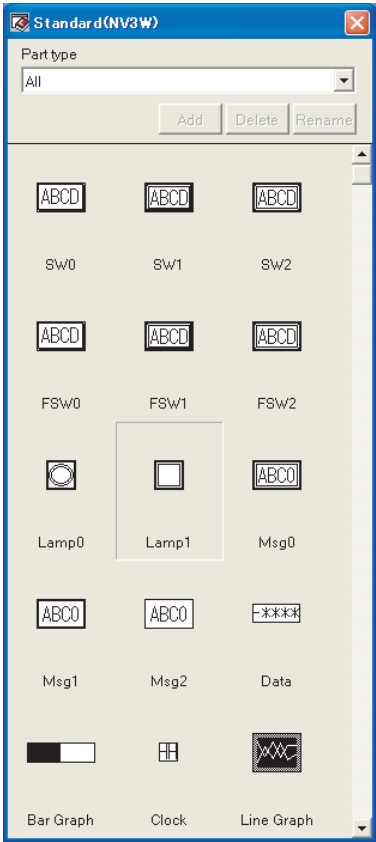 Standard(NV3W)
Part type
All
Add Delete Rename
ABCD ABCD ABCD
SW0 SW1 SW2
ABCD ABCD ABCD
FSW0 FSW1 FSW2
ABC0
Lamp0 Lamp1 Msg0
ABC0 ABC0 -****
Msg1 Msg2 Data
Bar Graph Clock Line Graph